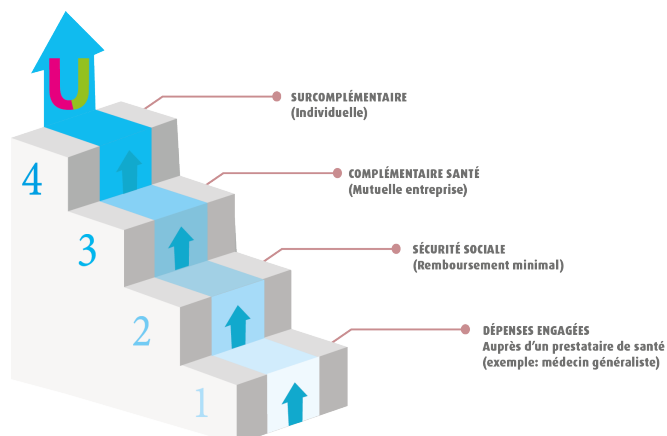 SURCOMPLÉMENTAIRE
(Individuelle)
4
COMPLÉMENTAIRE SANTÉ
(Mutuelle entreprise)
3
SÉCURITÉ SOCIALE
(Remboursement minimal)
2
DÉPENSES ENGAGÉES
Auprès d'un prestataire de santé
(exemple: médecin généraliste)
1